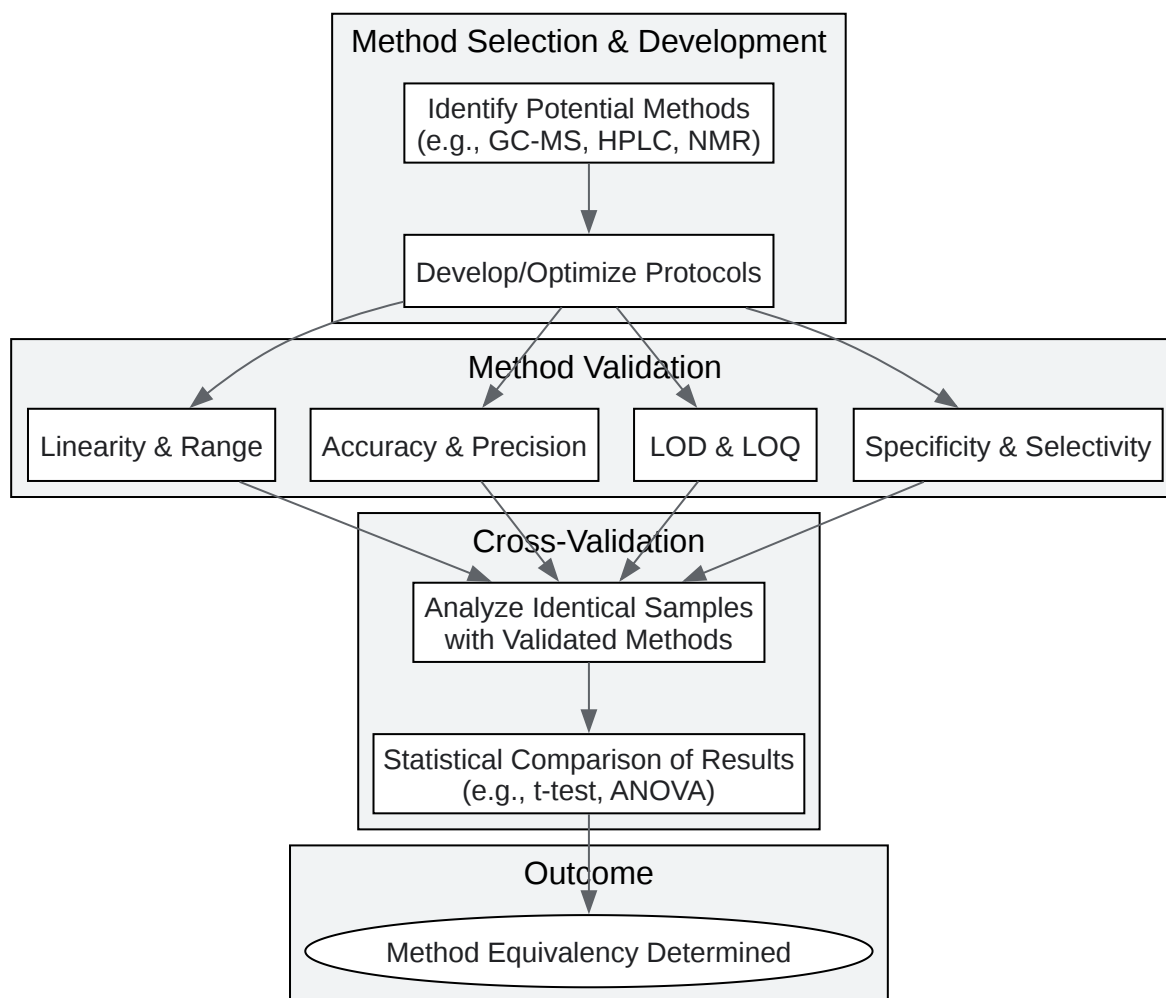 Method Selection & Development
Identify Potential Methods
(e.g., GC-MS, HPLC, NMR)
Develop/Optimize Protocols
Method Validation
Linearity & Range
Accuracy & Precision
LOD & LOQ
Specificity & Selectivity
Cross-Validation
Analyze Identical Samples
with Validated Methods
Statistical Comparison of Results
(e.g., t-test, ANOVA)
Outcome
Method Equivalency Determined